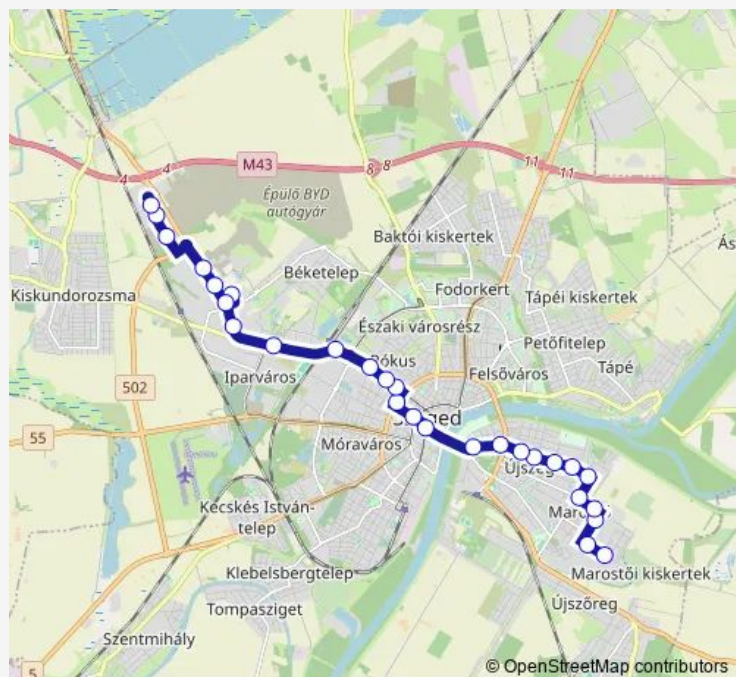 M43
4
4
8
8
11
11
Épülő BYD
autógyár
Baktói kiskertek
Kiskundorozsma
Béketelep
Fodorkert
Tápéi kiskertek
Északi városrész
Petőfitelep
Rókus
Tápé
Iparváros
Felsőváros
502
55
Móraváros
Kecskés István-
telep
Klebelsbergtelep
Marostői kiskertek
Tompasziget
Újszőreg
Szentmihály
5
© OpenStreetMap contributors